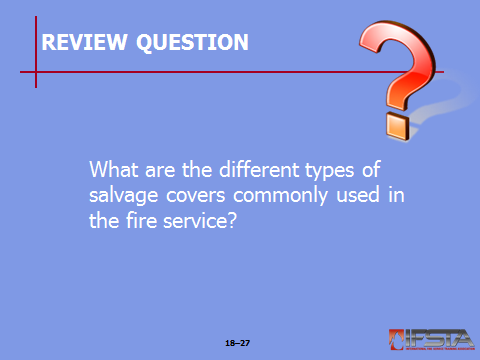 REVIEW QUESTION
What are the different types of
salvage covers commonly used in
the fire service?
18–27
IFSTA